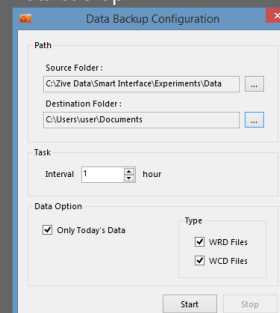 Data Backup Configuration
Path
Source Folder :
C:\Zive Data\Smart Interface\Experiments\Data
...
Destination Folder :
C:\Users\user\Documents
...
Task
Interval 1 hour
Data Option
Only Today's Data
Type
WRD Files
WCD Files
Start Stop